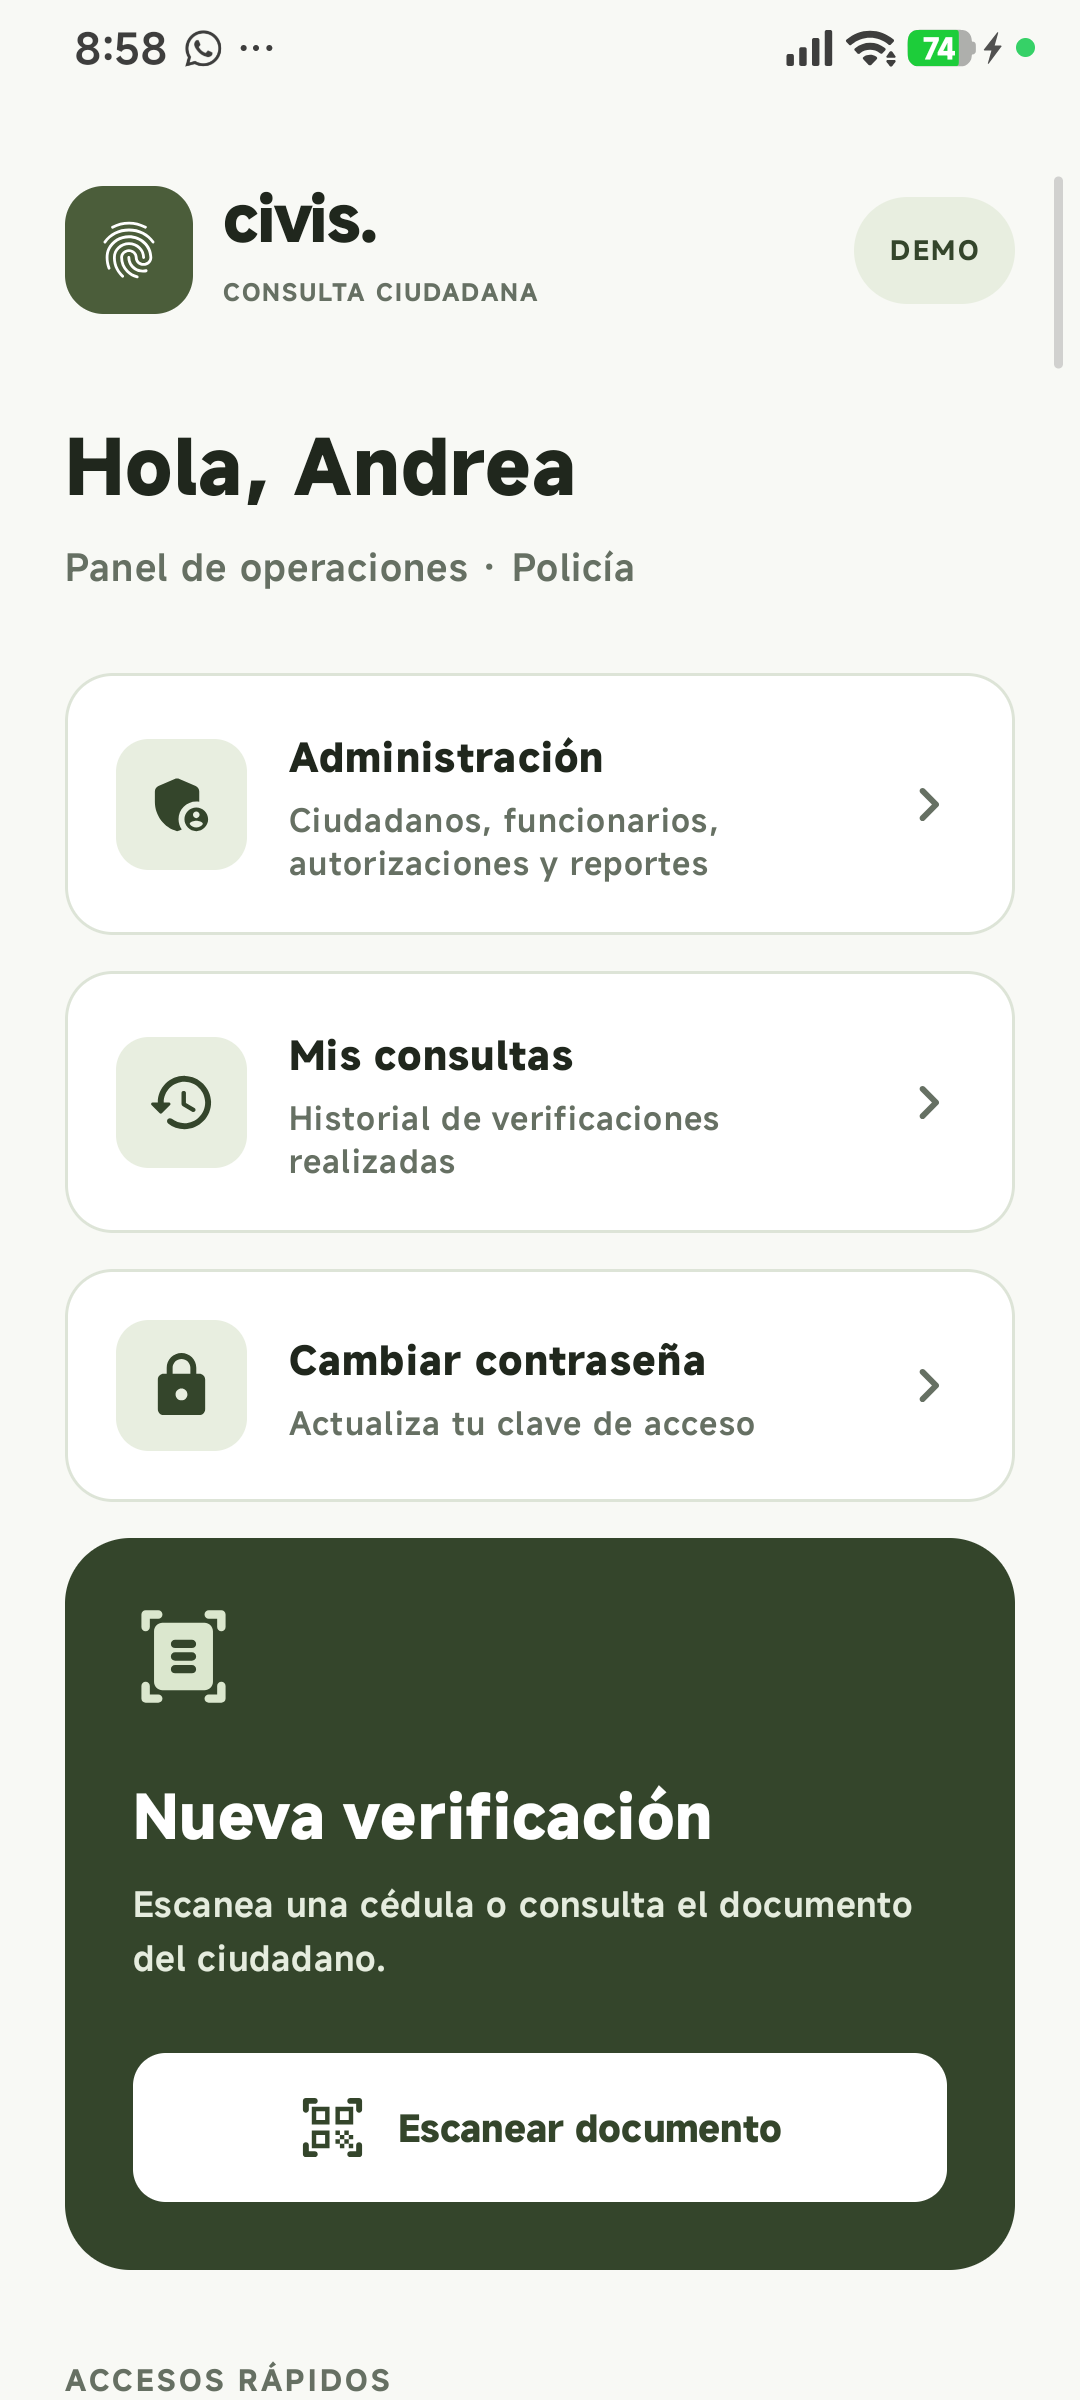 8:58
74
civis.
CONSULTA CIUDADANA
DEMO
Hola, Andrea
Panel de operaciones · Policía
Administración
Ciudadanos, funcionarios,
autorizaciones y reportes
Mis consultas
Historial de verificaciones
realizadas
Cambiar contraseña
Actualiza tu clave de acceso
Nueva verificación
Escanea una cédula o consulta el documento
del ciudadano.
Escanear documento
ACCESOS RÁPIDOS